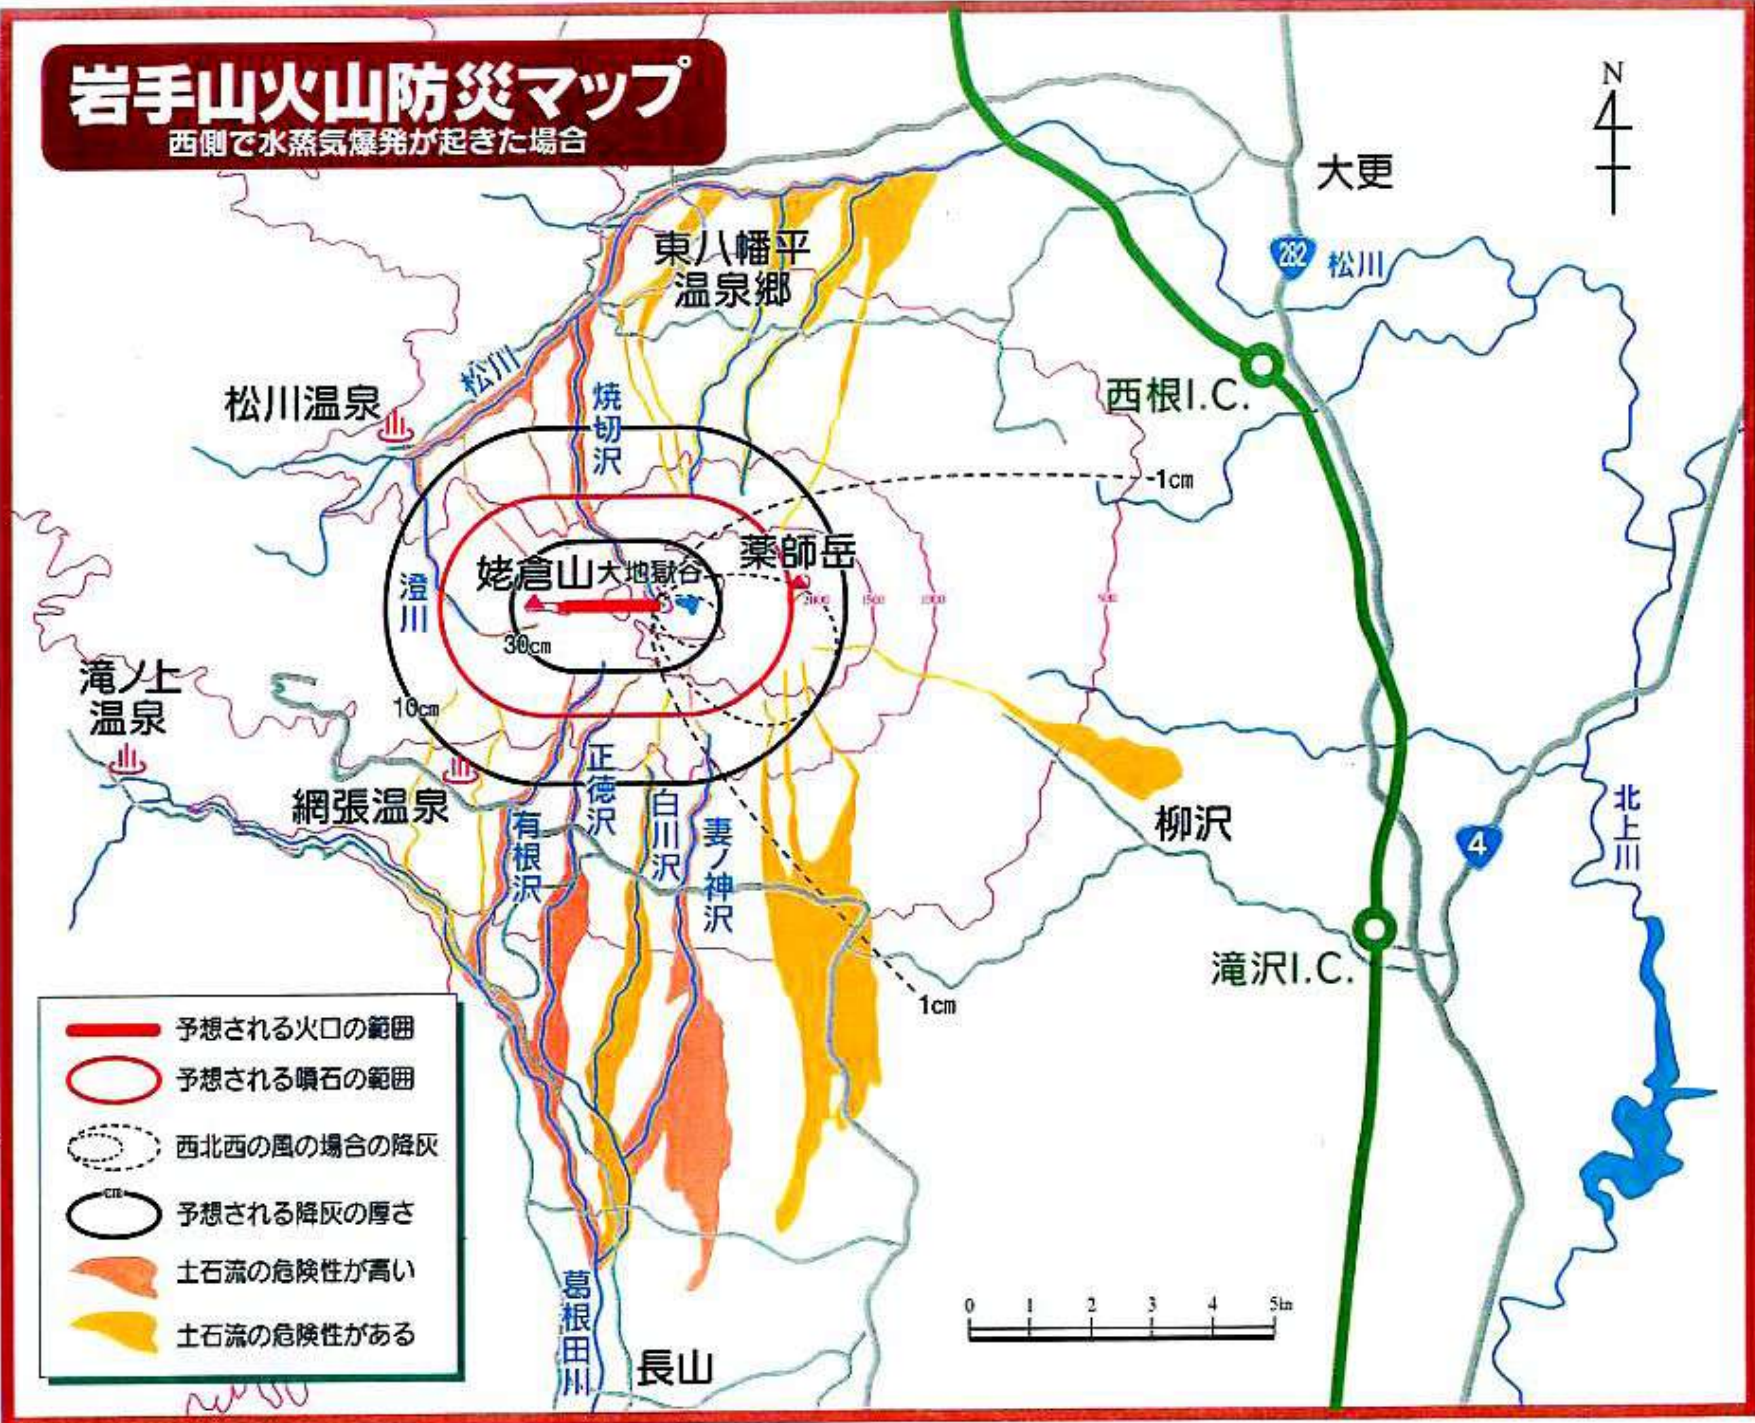 岩手山火山防災マップ
西側で水蒸気爆発が起きた場合
N
大更
282
松川
東八幡平
温泉郷
松川
松川温泉
焼切沢
西根I.C.
1cm
薬師岳
姥倉山
大地獄谷
澄川
2000
1500
1000
500
30cm
滝ノ上
温泉
10cm
網張温泉
正徳沢
白川沢
有根沢
妻ノ神沢
柳沢
4
北上川
滝沢I.C.
1cm
予想される火口の範囲
予想される噴石の範囲
西北西の風の場合の降灰
cm
予想される降灰の厚さ
土石流の危険性が高い
土石流の危険性がある
葛根田川
長山
0 1 2 3 4